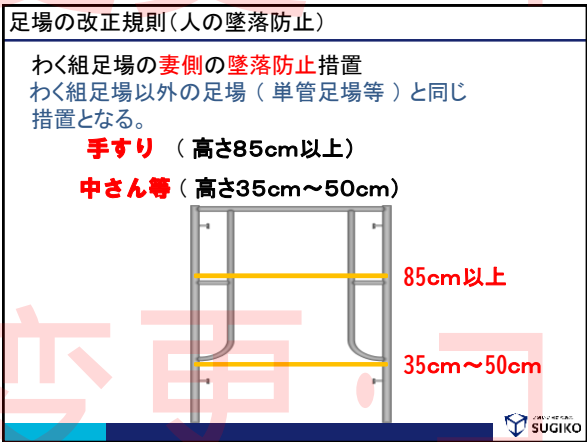 足場の改正規則(人の墜落防止)
わく組足場の妻側の墜落防止措置
わく組足場以外の足場(単管足場等)と同じ
措置となる。
手すり (高さ85cm以上)
中さん等(高さ35cm~50cm)
85cm以上
35cm~50cm
変更・
SUGIKO